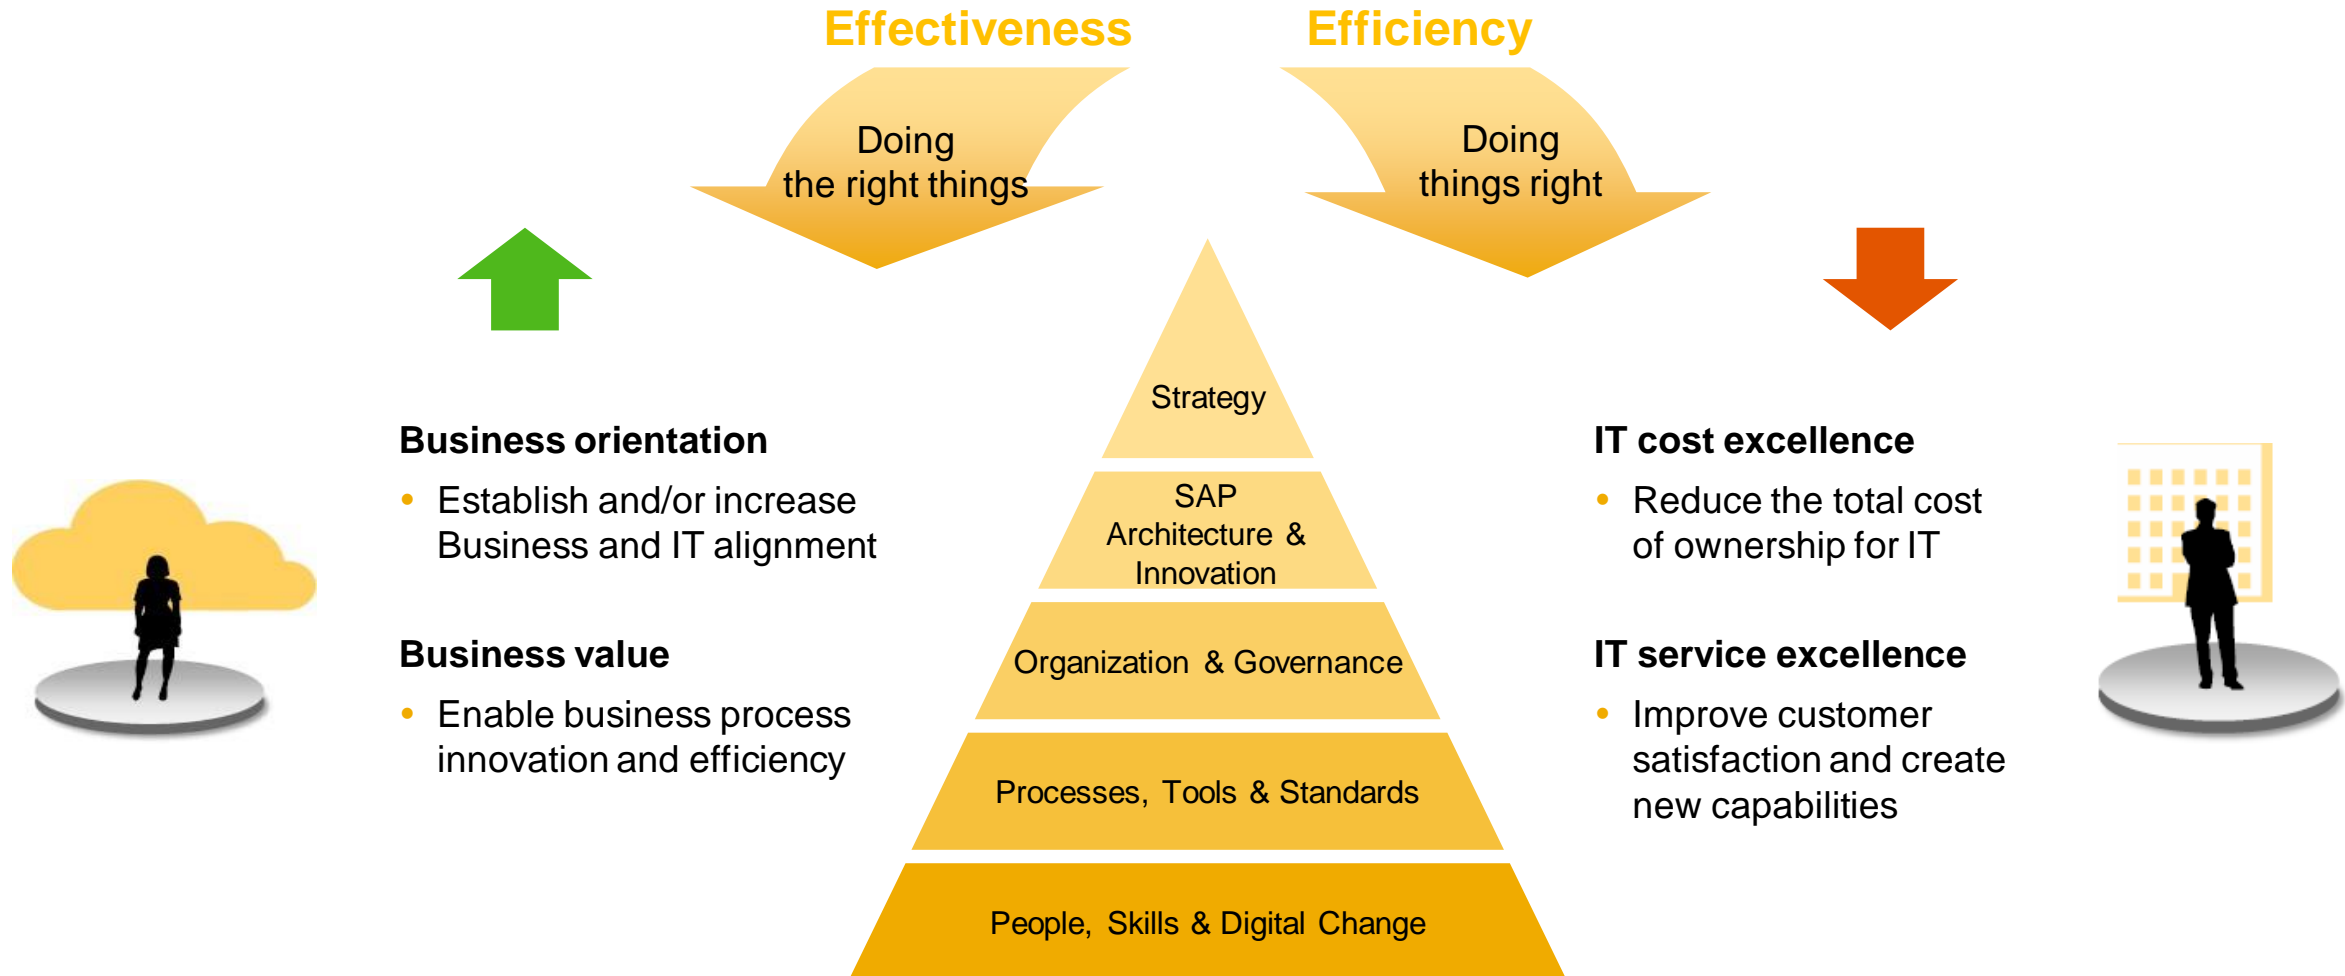 Effectiveness
Efficiency
Doing
the right things
Doing
things right
Business orientation
• Establish and/or increase
Business and IT alignment
Business value
• Enable business process
innovation and efficiency
Strategy
SAP
Architecture &
Innovation
Organization & Governance
Processes, Tools & Standards
People, Skills & Digital Change
IT cost excellence
• Reduce the total cost
of ownership for IT
IT service excellence
• Improve customer
satisfaction and create
new capabilities